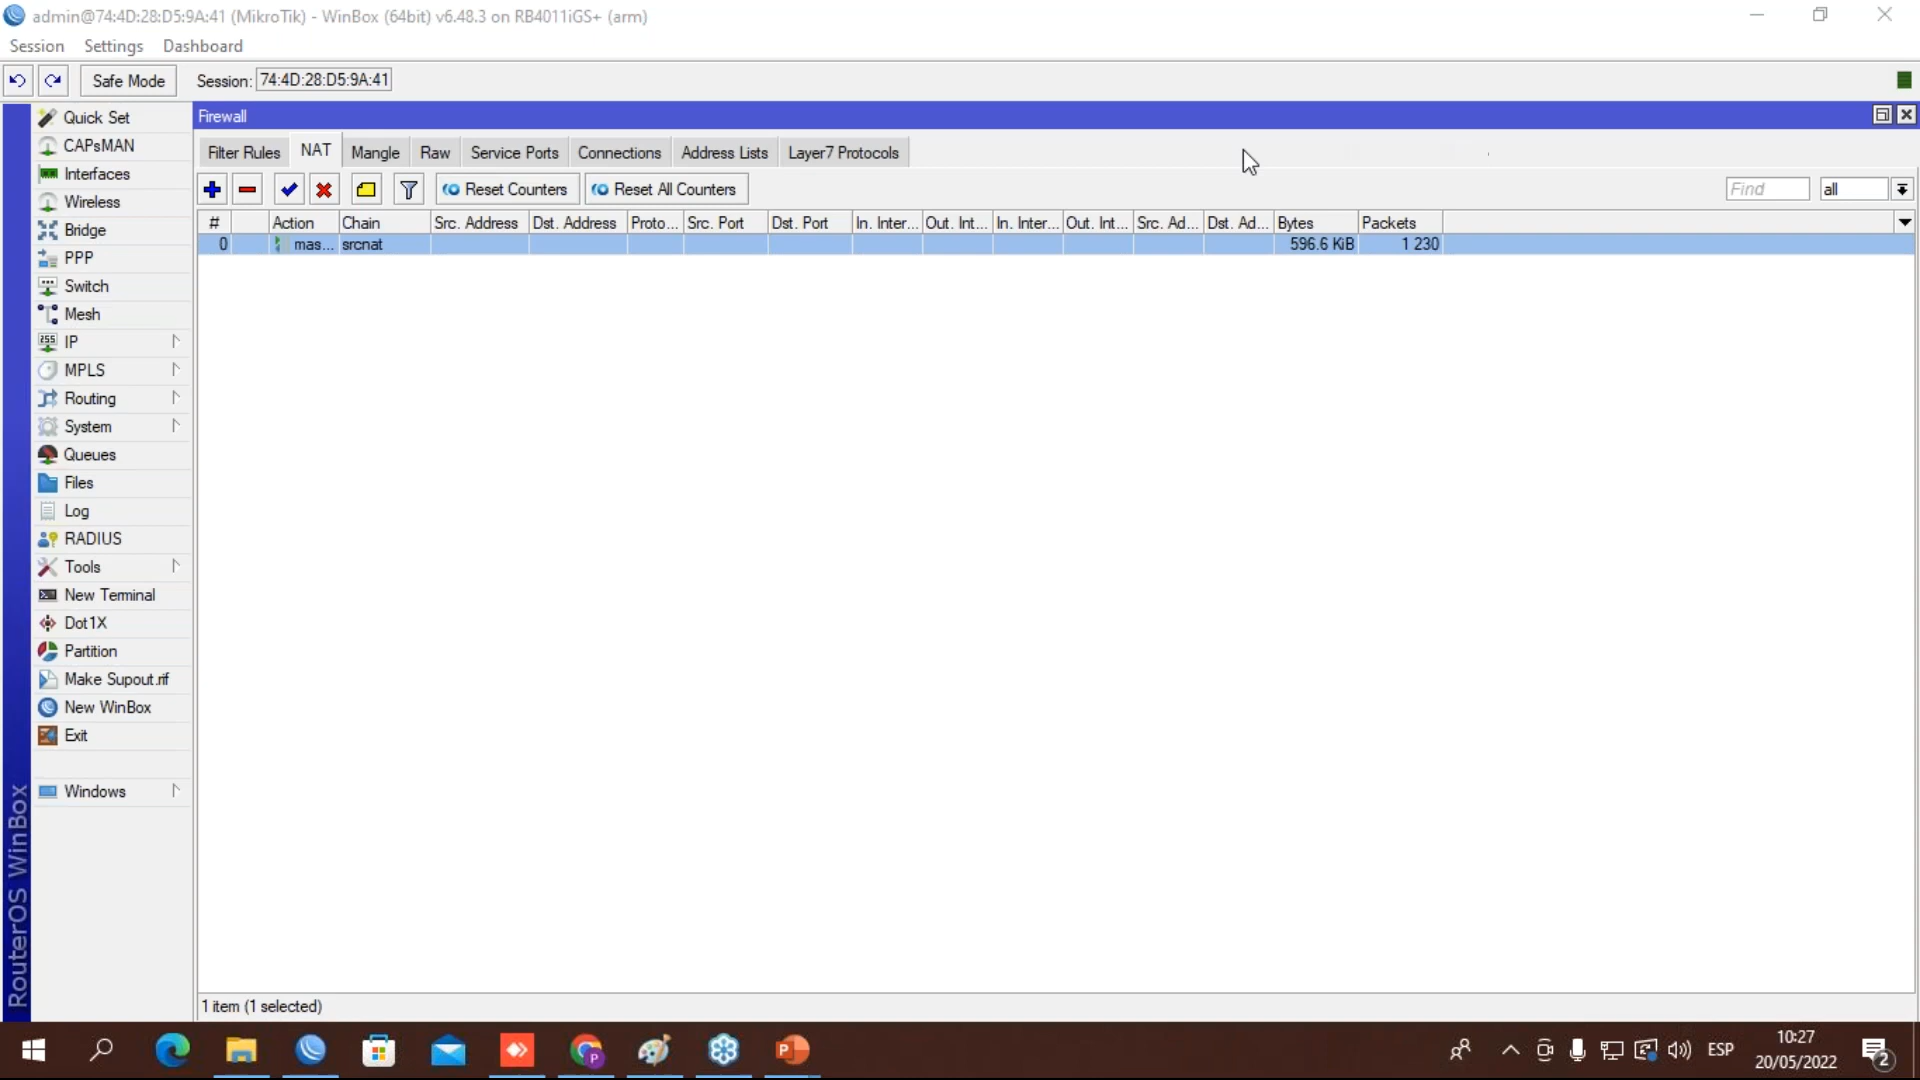 admin@74:4D:28:D5:9A:41 (MikroTik) - WinBox (64bit) v6.48.3 on RB4011iGS+ (arm)
Session Settings Dashboard
Safe Mode Session: 74:4D:28:D5:9A:41
Quick Set
CAPsMAN
Interfaces
Wireless
Bridge
PPP
Switch
Mesh
IP
MPLS
Routing
System
Queues
Files
Log
RADIUS
Tools
New Terminal
Dot1X
Partition
Make Supout.rif
New WinBox
Exit
Windows
RouterOS WinBox
Firewall
Filter Rules NAT Mangle Raw Service Ports Connections Address Lists Layer7 Protocols
Reset Counters Reset All Counters Find all
# Action Chain Src. Address Dst. Address Proto... Src. Port Dst. Port In. Inter... Out. Int... In. Inter... Out. Int... Src. Ad... Dst. Ad... Bytes Packets
0 mas... srcnat 596.6 KiB 1 230
1 item (1 selected)
ESP
10:27
20/05/2022
2